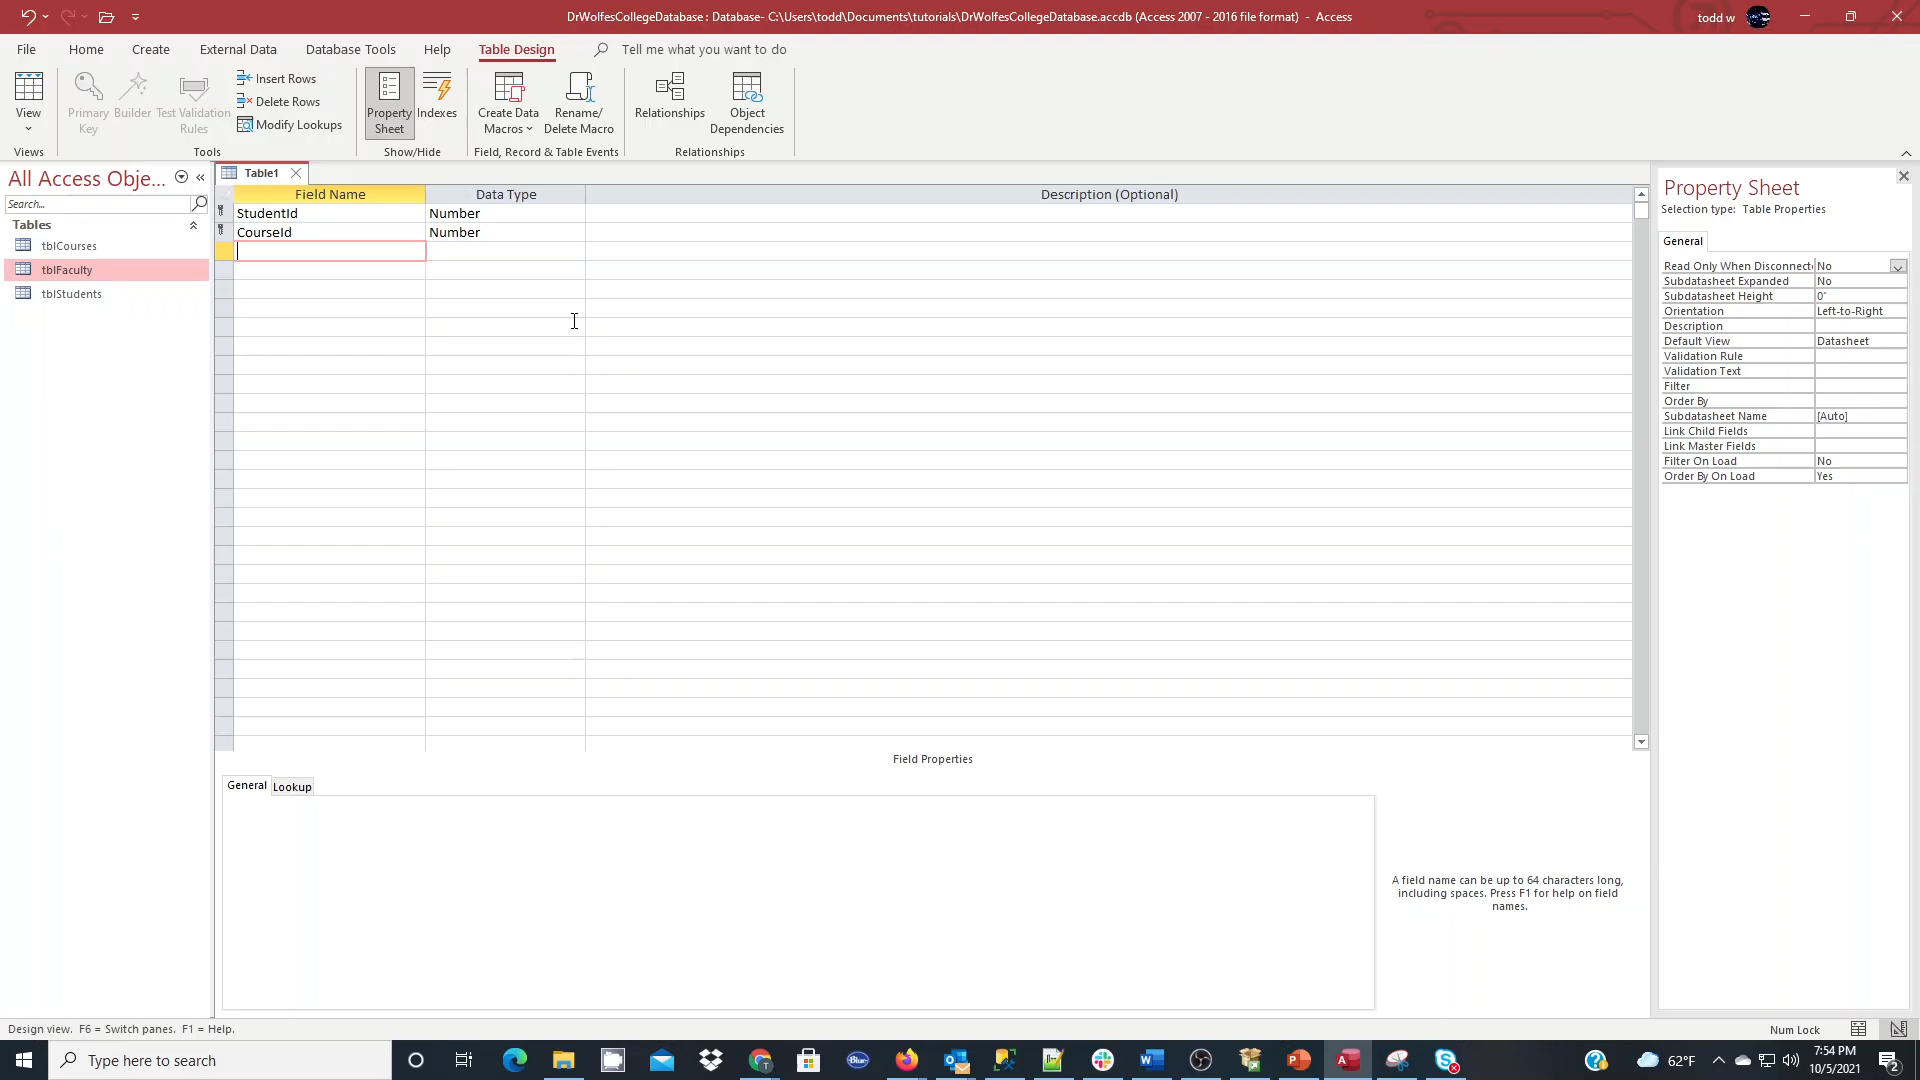 DrWolfesCollegeDatabase : Database- C:\Users\todd\Documents\tutorials\DrWolfesCollegeDatabase.accdb (Access 2007 - 2016 file format) - Access
todd w
File Home Create External Data Database Tools Help Table Design Tell me what you want to do
View
Primary Key
Builder
Test Validation Rules
Insert Rows
Delete Rows
Modify Lookups
Property Sheet
Indexes
Create Data Macros
Rename/ Delete Macro
Relationships
Object Dependencies
Views Tools Show/Hide Field, Record & Table Events Relationships
All Access Obje...
Search...
Tables
tblCourses
tblFaculty
tblStudents
Table1
Field Name Data Type Description (Optional)
StudentId Number
CourseId Number
Field Properties
General Lookup
A field name can be up to 64 characters long,
including spaces. Press F1 for help on field
names.
Property Sheet
Selection type: Table Properties
General
Read Only When Disconnect No
Subdatasheet Expanded No
Subdatasheet Height 0"
Orientation Left-to-Right
Description
Default View Datasheet
Validation Rule
Validation Text
Filter
Order By
Subdatasheet Name [Auto]
Link Child Fields
Link Master Fields
Filter On Load No
Order By On Load Yes
Design view. F6 = Switch panes. F1 = Help.
Num Lock
Type here to search
Blue
62°F
7:54 PM
10/5/2021
2